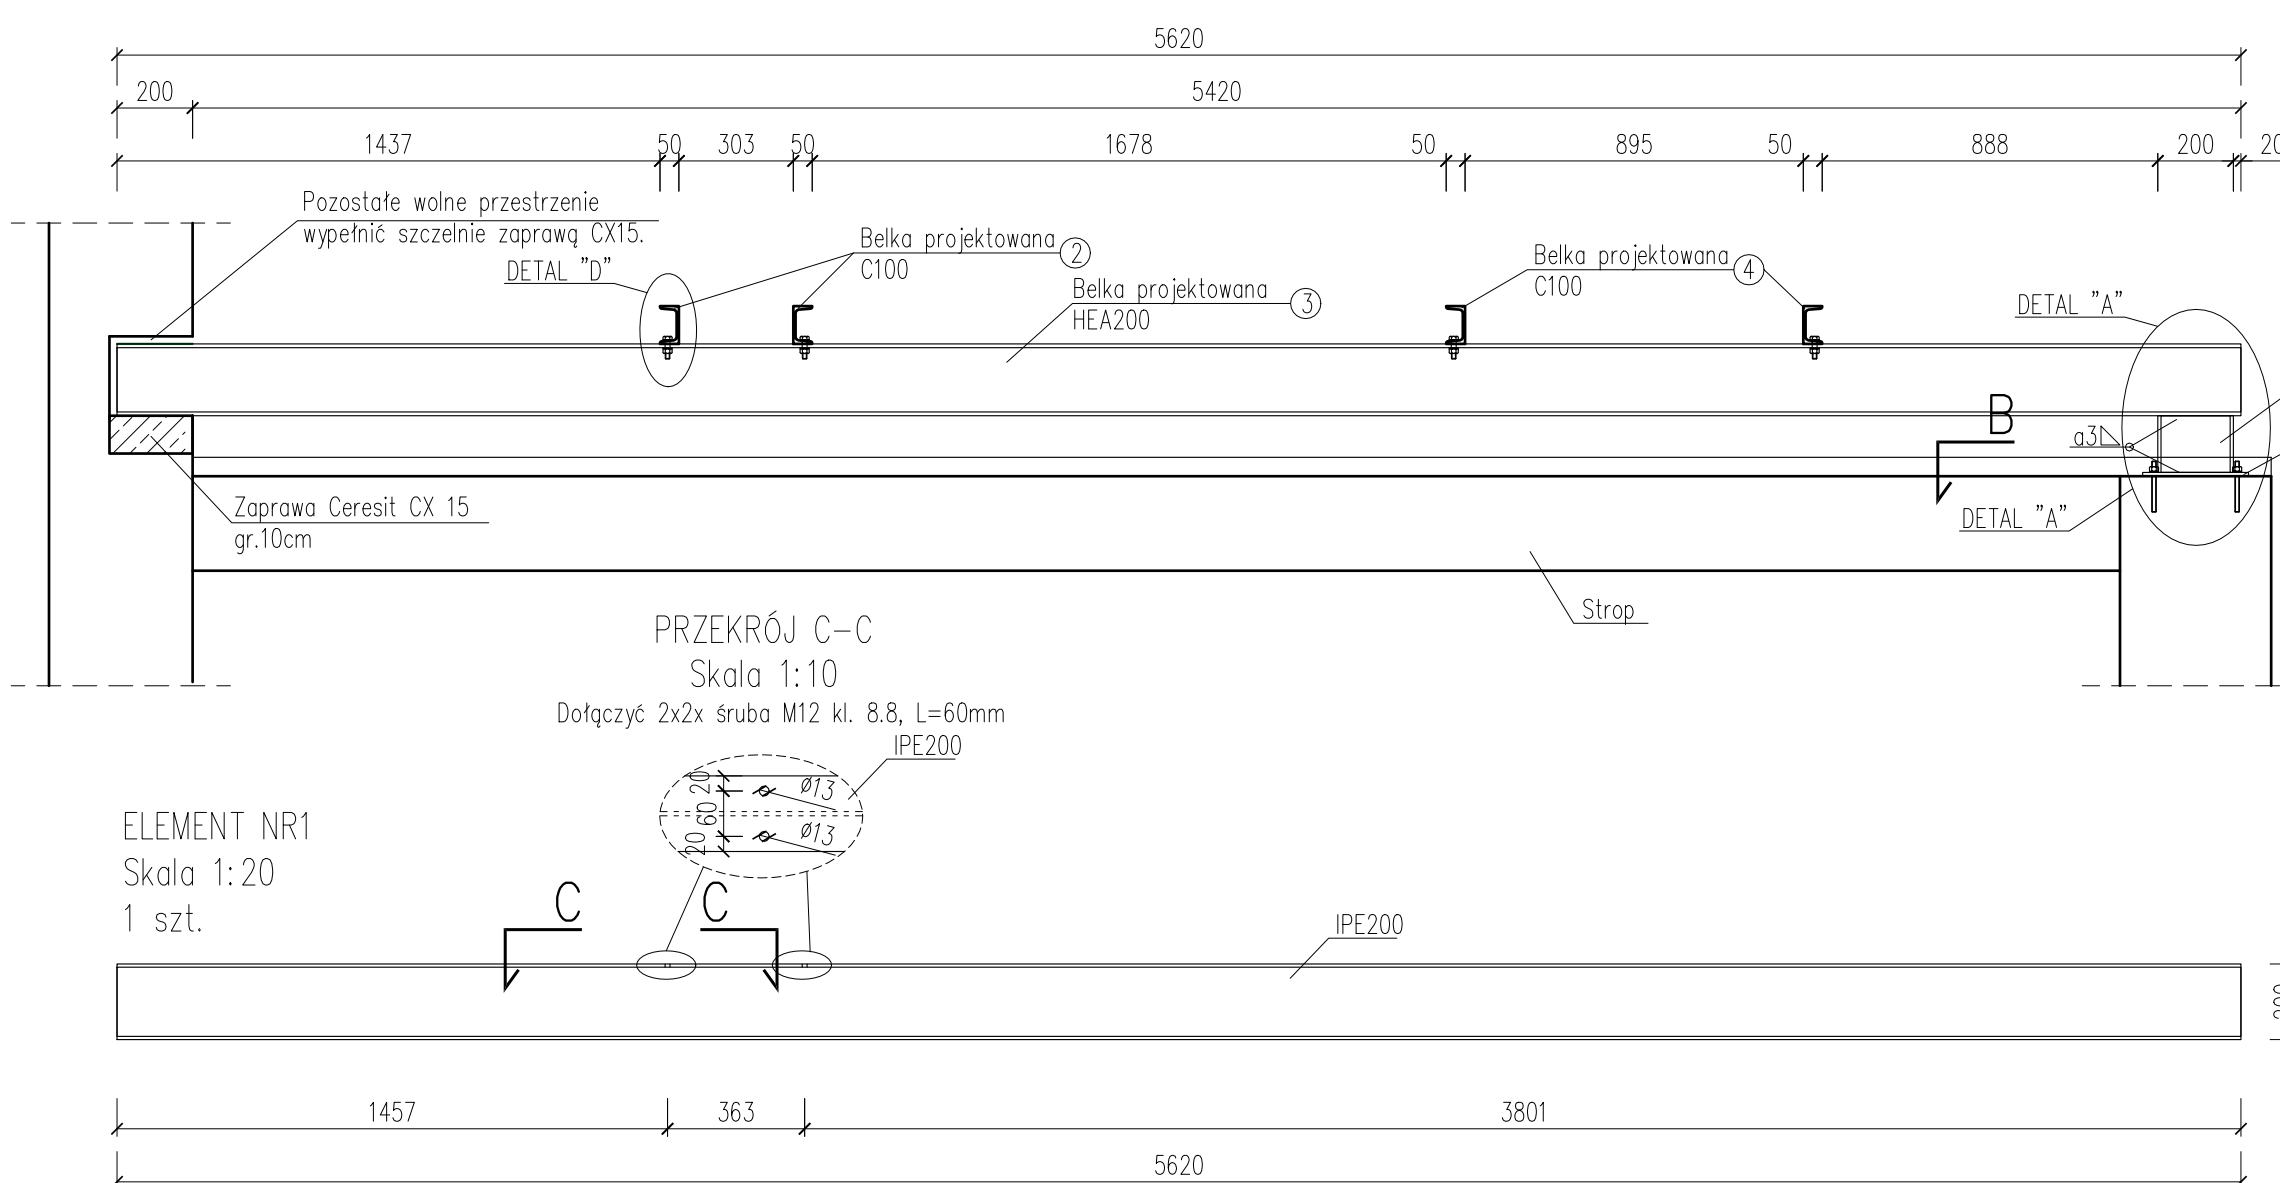 5620
200
5420
1437
50
303
50
1678
50
895
50
888
200
Pozostałe wolne przestrzenie
wypełnić szczelnie zaprawą CX15.
DETAL "D"
Belka projektowana 2
C100
Belka projektowana 3
HEA200
Belka projektowana 4
C100
DETAL "A"
B
a3
Zaprawa Ceresit CX 15
gr.10cm
DETAL "A"
Strop
PRZEKRÓJ C-C
Skala 1:10
Dołączyć 2x2x śruba M12 kl. 8.8, L=60mm
IPE200
20
60
20
ø13
ø13
ELEMENT NR1
Skala 1:20
1 szt.
C
C
IPE200
1457
363
3801
5620